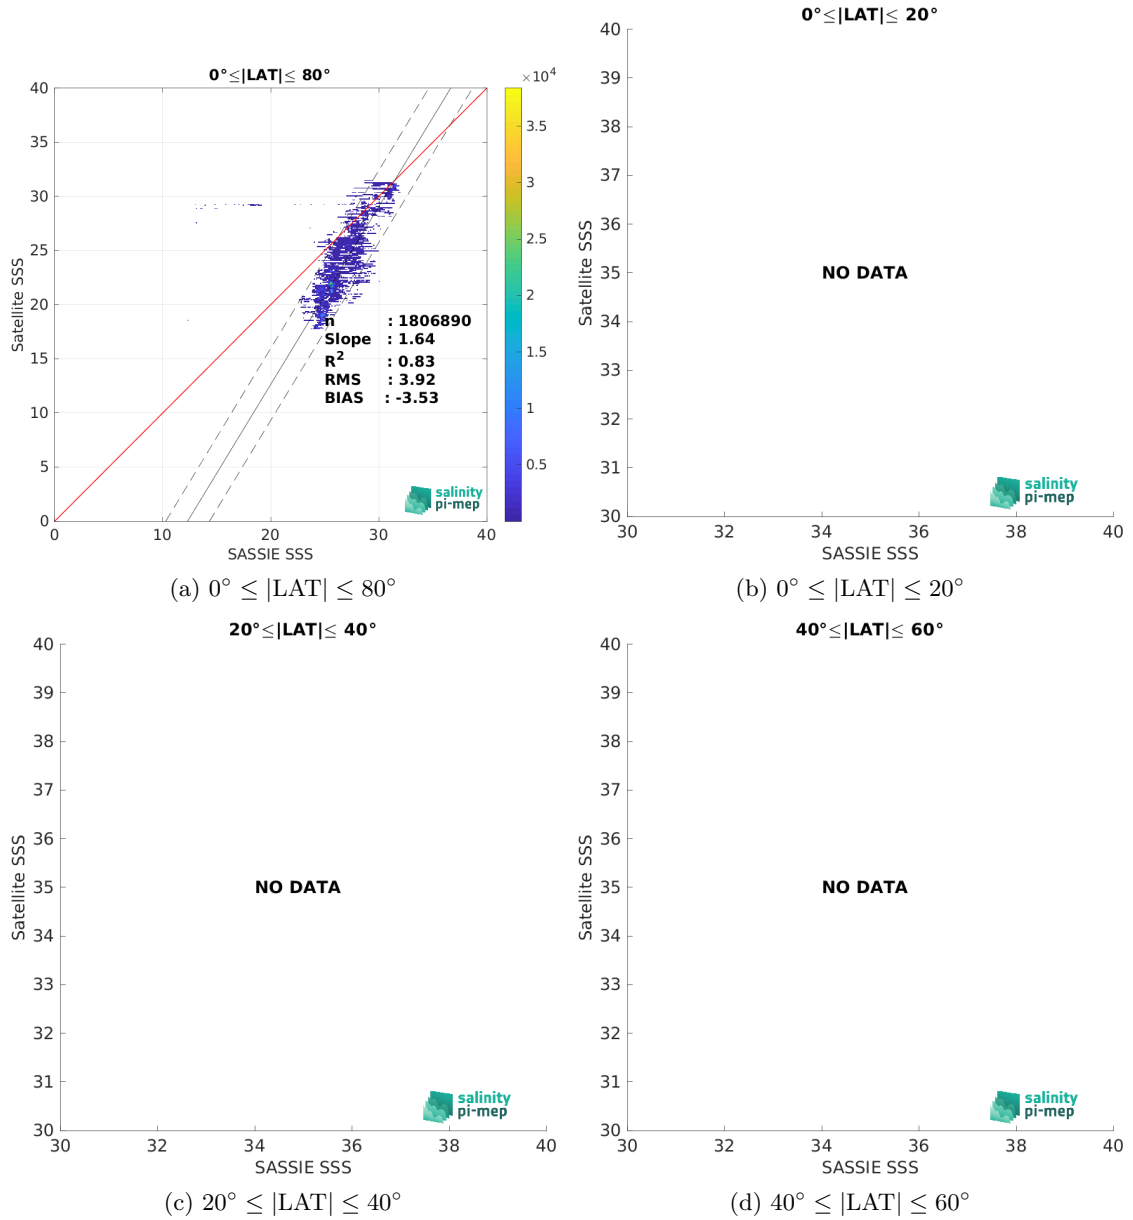 0°≤|LAT|≤ 80°
×10⁴
40
35
30
25
20
15
10
5
0
Satellite SSS
0
10
20
30
40
SASSIE SSS
3.5
3
2.5
2
1.5
1
0.5
n : 1806890
Slope : 1.64
R² : 0.83
RMS : 3.92
BIAS : -3.53
salinity
pi-mep
(a) 0° ≤ |LAT| ≤ 80°
0°≤|LAT|≤ 20°
40
39
38
37
36
35
34
33
32
31
30
Satellite SSS
NO DATA
salinity
pi-mep
30
32
34
36
38
40
SASSIE SSS
(b) 0° ≤ |LAT| ≤ 20°
20°≤|LAT|≤ 40°
40
39
38
37
36
35
34
33
32
31
30
Satellite SSS
NO DATA
salinity
pi-mep
30
32
34
36
38
40
SASSIE SSS
(c) 20° ≤ |LAT| ≤ 40°
40°≤|LAT|≤ 60°
40
39
38
37
36
35
34
33
32
31
30
Satellite SSS
NO DATA
salinity
pi-mep
30
32
34
36
38
40
SASSIE SSS
(d) 40° ≤ |LAT| ≤ 60°